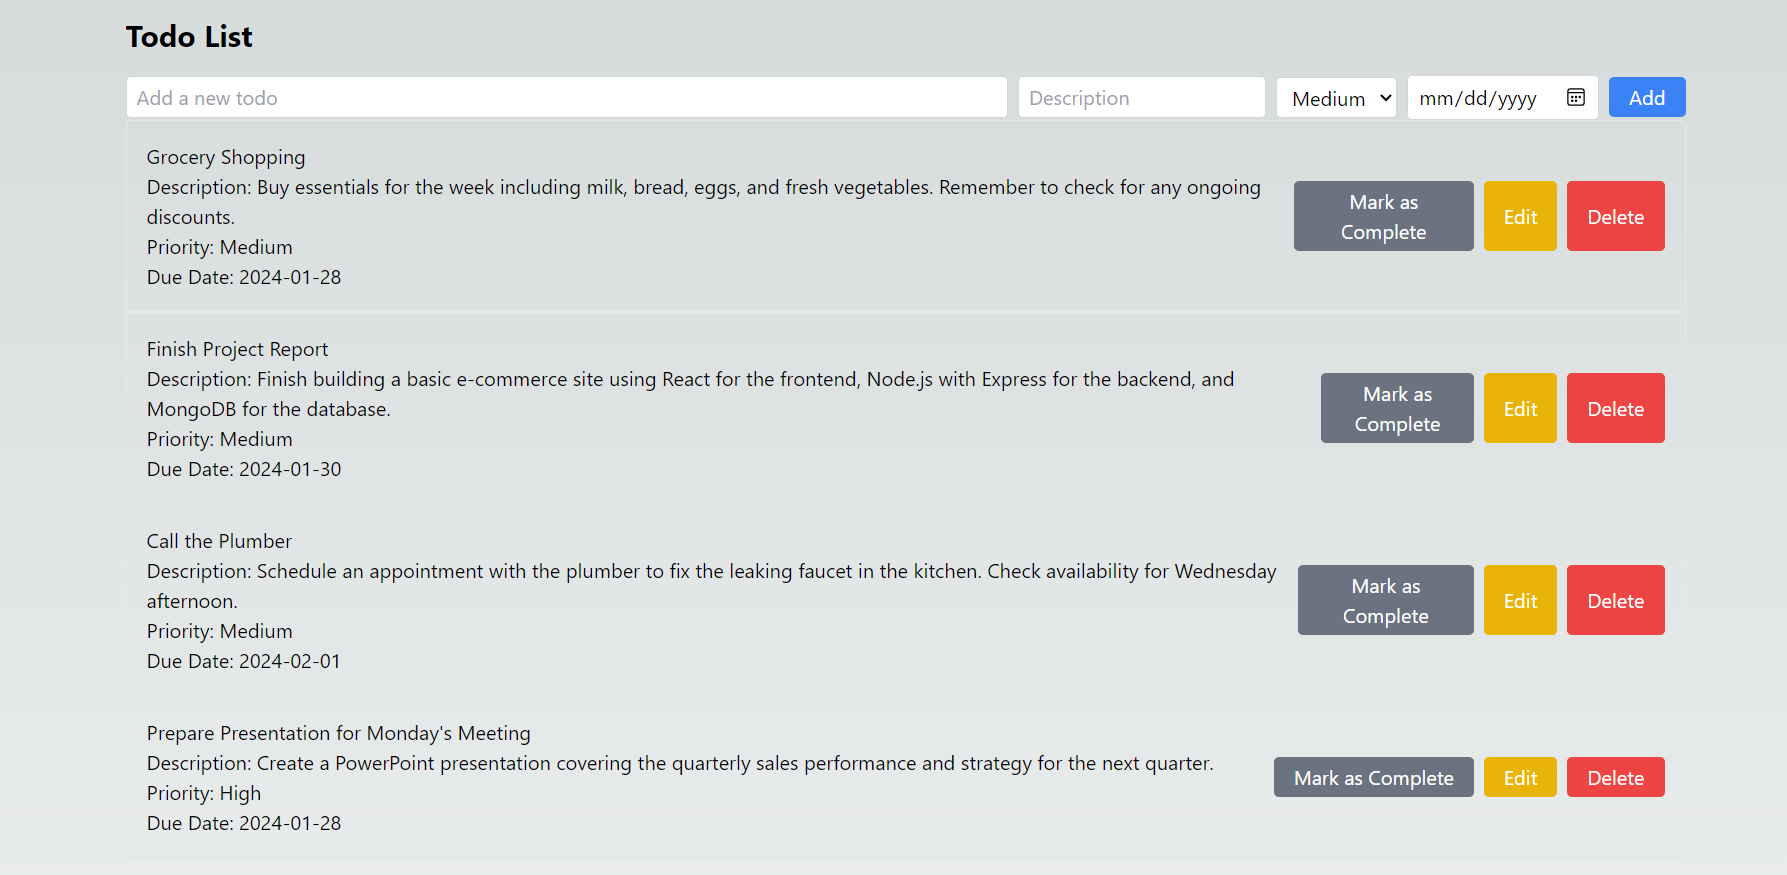 Todo List
Add a new todo
Description
Medium
mm/dd/yyyy
Add
Grocery Shopping
Description: Buy essentials for the week including milk, bread, eggs, and fresh vegetables. Remember to check for any ongoing
discounts.
Priority: Medium
Due Date: 2024-01-28
Mark as
Complete
Edit
Delete
Finish Project Report
Description: Finish building a basic e-commerce site using React for the frontend, Node.js with Express for the backend, and
MongoDB for the database.
Priority: Medium
Due Date: 2024-01-30
Mark as
Complete
Edit
Delete
Call the Plumber
Description: Schedule an appointment with the plumber to fix the leaking faucet in the kitchen. Check availability for Wednesday
afternoon.
Priority: Medium
Due Date: 2024-02-01
Mark as
Complete
Edit
Delete
Prepare Presentation for Monday's Meeting
Description: Create a PowerPoint presentation covering the quarterly sales performance and strategy for the next quarter.
Priority: High
Due Date: 2024-01-28
Mark as Complete
Edit
Delete